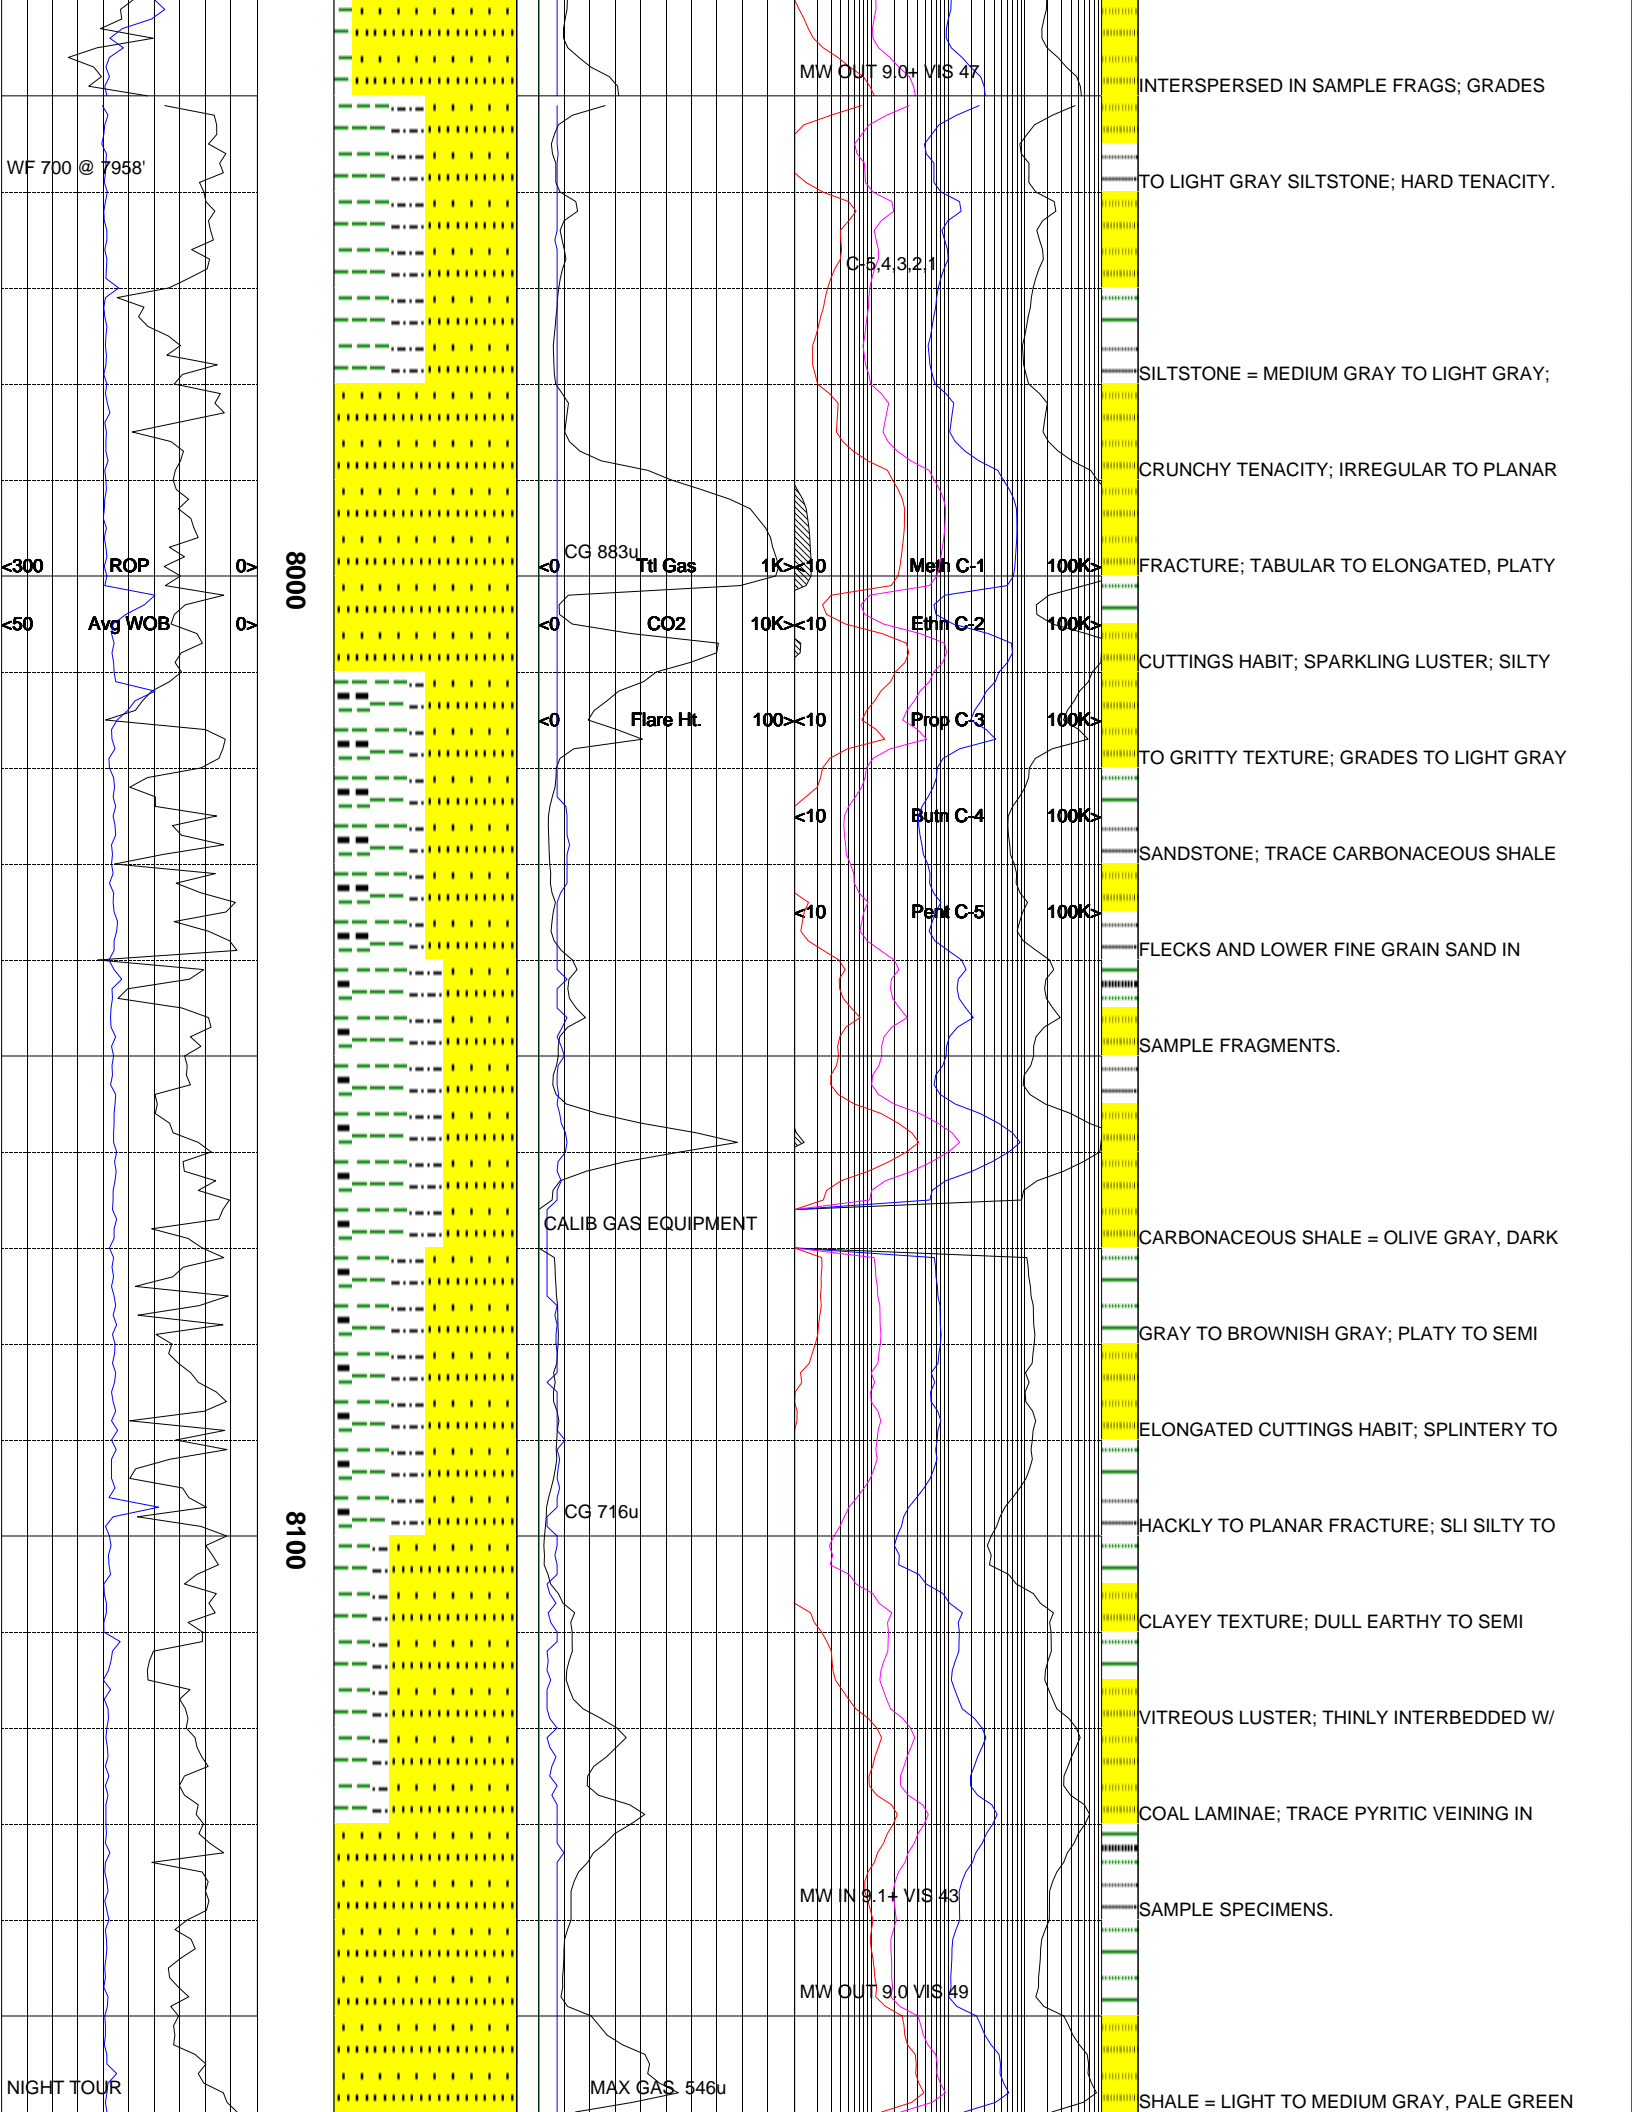 MW OUT 9.0+ VIS 47
INTERSPERSED IN SAMPLE FRAGS; GRADES
WF 700 @ 7958'
TO LIGHT GRAY SILTSTONE; HARD TENACITY.
C-5,4,3,2,1
SILTSTONE = MEDIUM GRAY TO LIGHT GRAY;
CRUNCHY TENACITY; IRREGULAR TO PLANAR
CG 883u
<300 ROP 0> 8000 <0 Ttl Gas 1K> <10 Meth C-1 100K> FRACTURE; TABULAR TO ELONGATED, PLATY
<50 Avg WOB 0> <0 CO2 10K> <10 Ethn C-2 100K>
CUTTINGS HABIT; SPARKLING LUSTER; SILTY
<0 Flare Ht. 100> <10 Prop C-3 100K>
TO GRITTY TEXTURE; GRADES TO LIGHT GRAY
<10 Butn C-4 100K>
SANDSTONE; TRACE CARBONACEOUS SHALE
<10 Pent C-5 100K>
FLECKS AND LOWER FINE GRAIN SAND IN
SAMPLE FRAGMENTS.
CALIB GAS EQUIPMENT
CARBONACEOUS SHALE = OLIVE GRAY, DARK
GRAY TO BROWNISH GRAY; PLATY TO SEMI
ELONGATED CUTTINGS HABIT; SPLINTERY TO
CG 716u
8100 HACKLY TO PLANAR FRACTURE; SLI SILTY TO
CLAYEY TEXTURE; DULL EARTHY TO SEMI
VITREOUS LUSTER; THINLY INTERBEDDED W/
COAL LAMINAE; TRACE PYRITIC VEINING IN
MW IN 9.1+ VIS 43
SAMPLE SPECIMENS.
MW OUT 9.0 VIS 49
NIGHT TOUR
MAX GAS 546u
SHALE = LIGHT TO MEDIUM GRAY, PALE GREEN